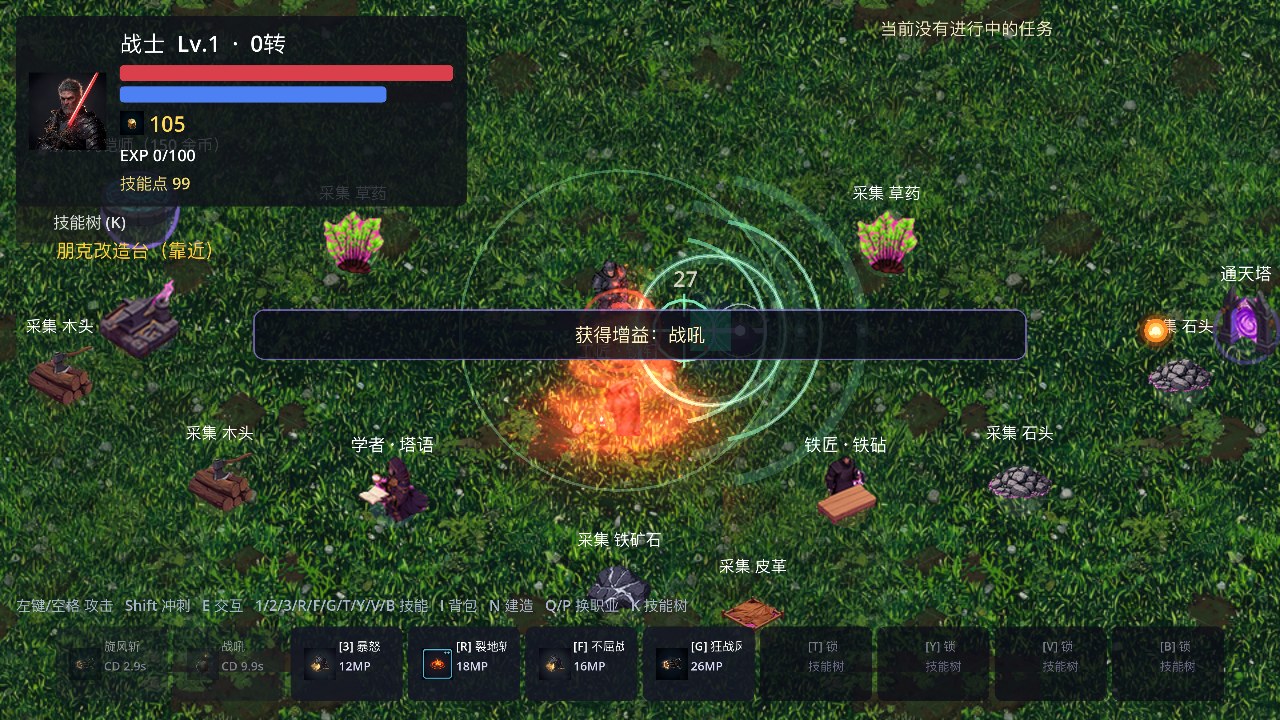 战士 Lv.1 · 0转
当前没有进行中的任务
105
(150 金币)
EXP 0/100
技能点 99
采集 草药
采集 草药
技能树 (K)
朋克改造台（靠近）
通天塔
27
采集 木头
集 石头
获得增益：战吼
采集 木头
学者·塔语
铁匠·铁砧
采集 石头
采集 铁矿石
采集 皮革
左键/空格 攻击 Shift 冲刺 E 交互 1/2/3/R/F/G/T/Y/V/B 技能 I 背包 N 建造 Q/P 换职业 K 技能树
旋风斩
CD 2.9s
战吼
CD 9.9s
[3] 暴怒
12MP
[R] 裂地斩
18MP
[F] 不屈战
16MP
[G] 狂战
26MP
[T] 锁
技能树
[Y] 锁
技能树
[V] 锁
技能树
[B] 锁
技能树